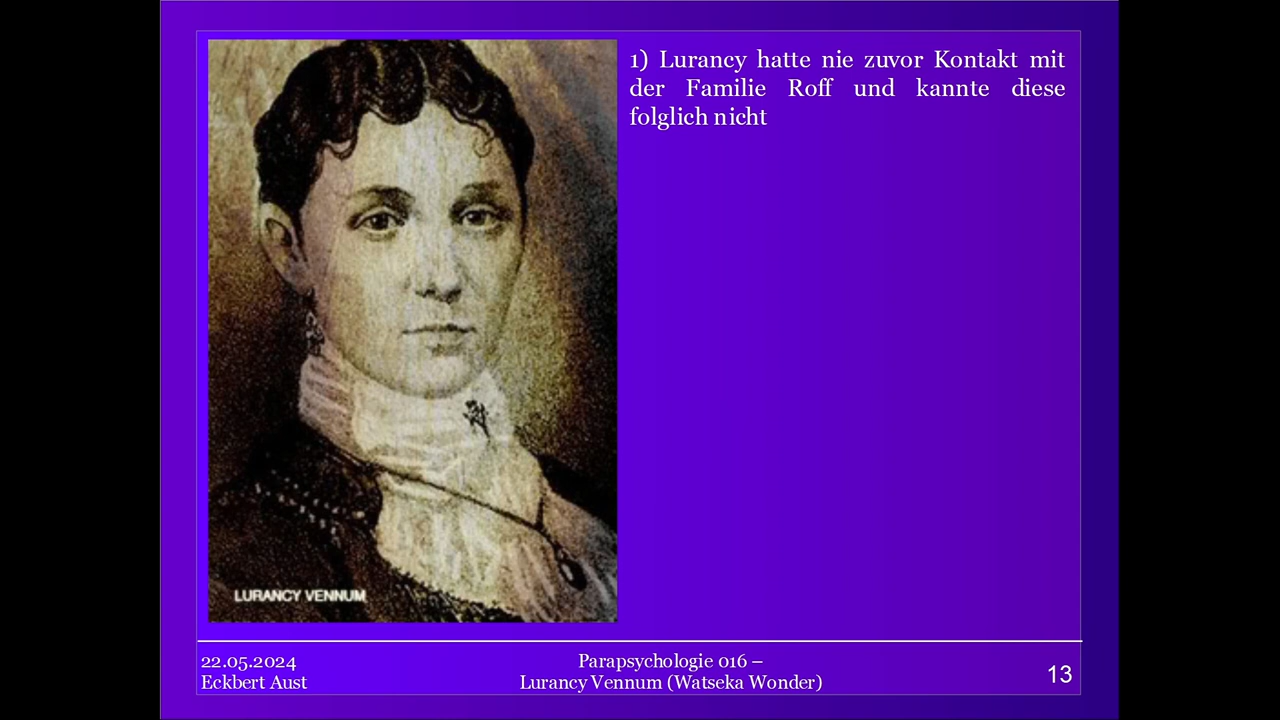 1) Lurancy hatte nie zuvor Kontakt mit
der Familie Roff und kannte diese
folglich nicht
LURANCY VENNUM
22.05.2024
Eckbert Aust
Parapsychologie 016 –
Lurancy Vennum (Watseka Wonder)
13